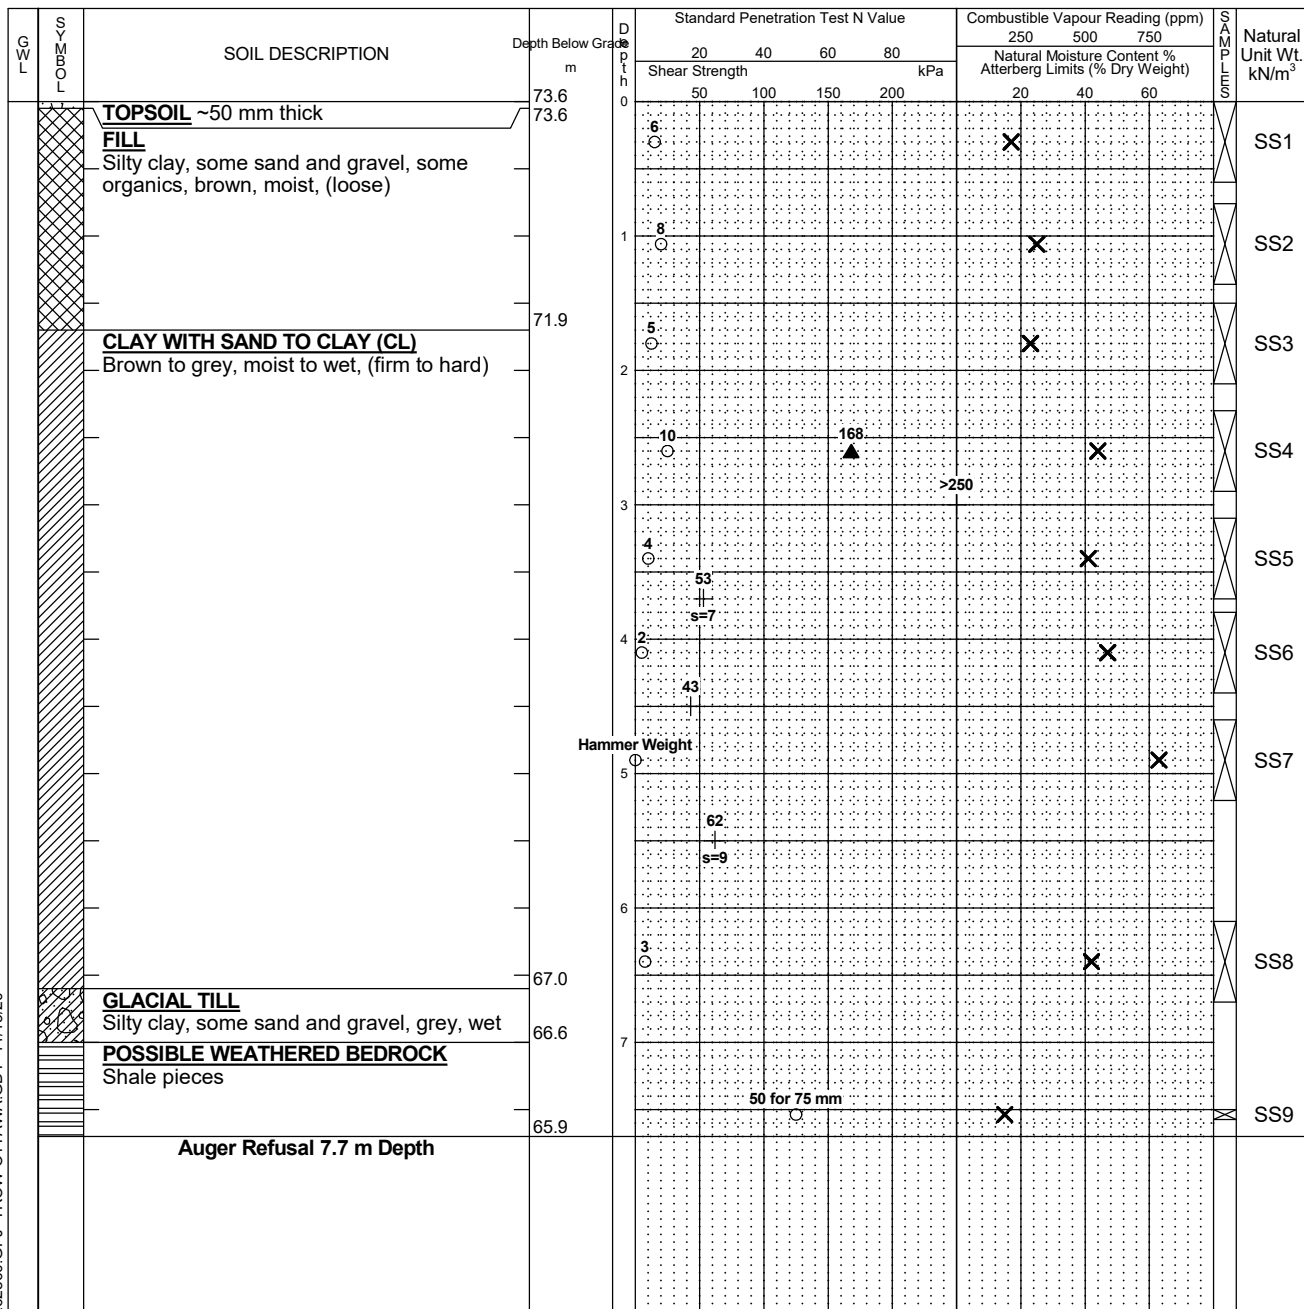 GWL
SYMBOL
SOIL DESCRIPTION
Depth Below Grade
m
73.6
Depth
Standard Penetration Test N Value
20 40 60 80
Shear Strength kPa
50 100 150 200
Combustible Vapour Reading (ppm)
250 500 750
Natural Moisture Content %
Atterberg Limits (% Dry Weight)
20 40 60
SAMPLES
Natural
Unit Wt.
kN/m3
0
TOPSOIL ~50 mm thick
73.6
FILL
Silty clay, some sand and gravel, some
organics, brown, moist, (loose)
6
SS1
8
1
SS2
71.9
CLAY WITH SAND TO CLAY (CL)
Brown to grey, moist to wet, (firm to hard)
5
SS3
2
10
168
SS4
>250
3
4
SS5
53
s=7
4
2
SS6
43
Hammer Weight
SS7
5
62
s=9
6
3
SS8
67.0
GLACIAL TILL
Silty clay, some sand and gravel, grey, wet
66.6
7
POSSIBLE WEATHERED BEDROCK
Shale pieces
50 for 75 mm
SS9
65.9
Auger Refusal 7.7 m Depth